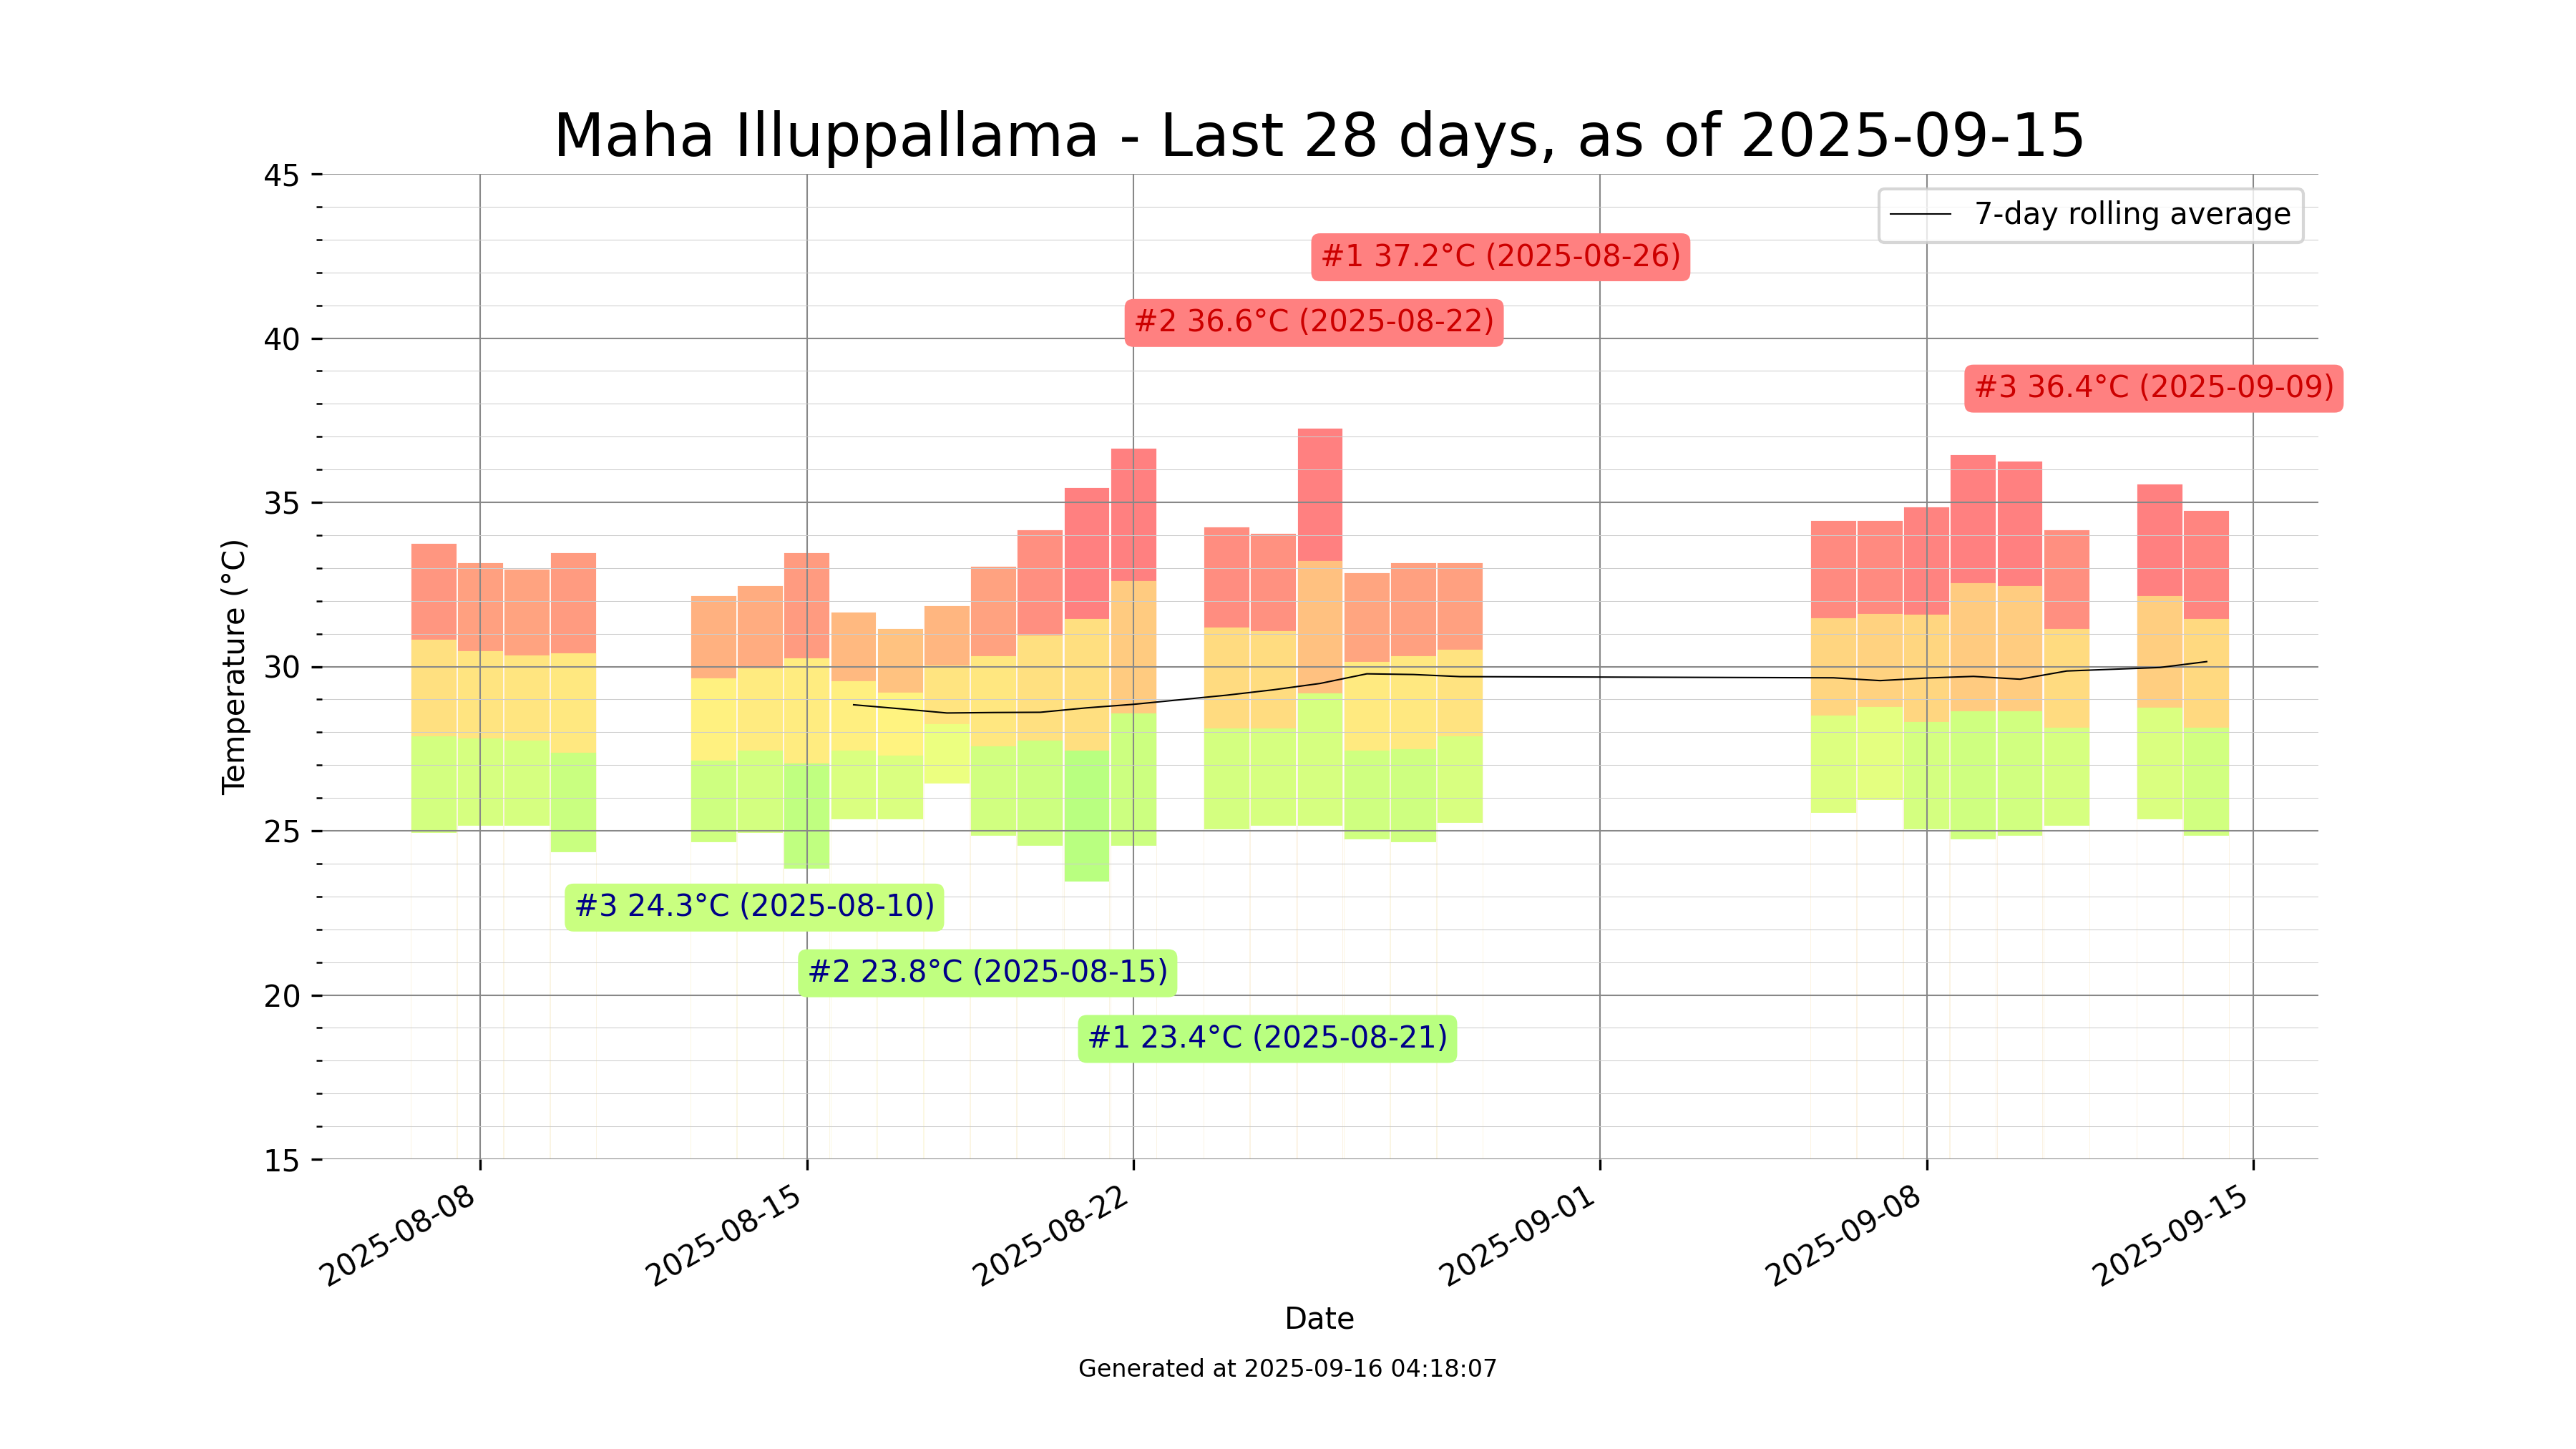 Maha Illuppallama - Last 28 days, as of 2025-09-15
45
40
35
30
25
20
15
Temperature (°C)
7-day rolling average
#1 37.2°C (2025-08-26)
#2 36.6°C (2025-08-22)
#3 36.4°C (2025-09-09)
#3 24.3°C (2025-08-10)
#2 23.8°C (2025-08-15)
#1 23.4°C (2025-08-21)
2025-08-08
2025-08-15
2025-08-22
2025-09-01
2025-09-08
2025-09-15
Date
Generated at 2025-09-16 04:18:07